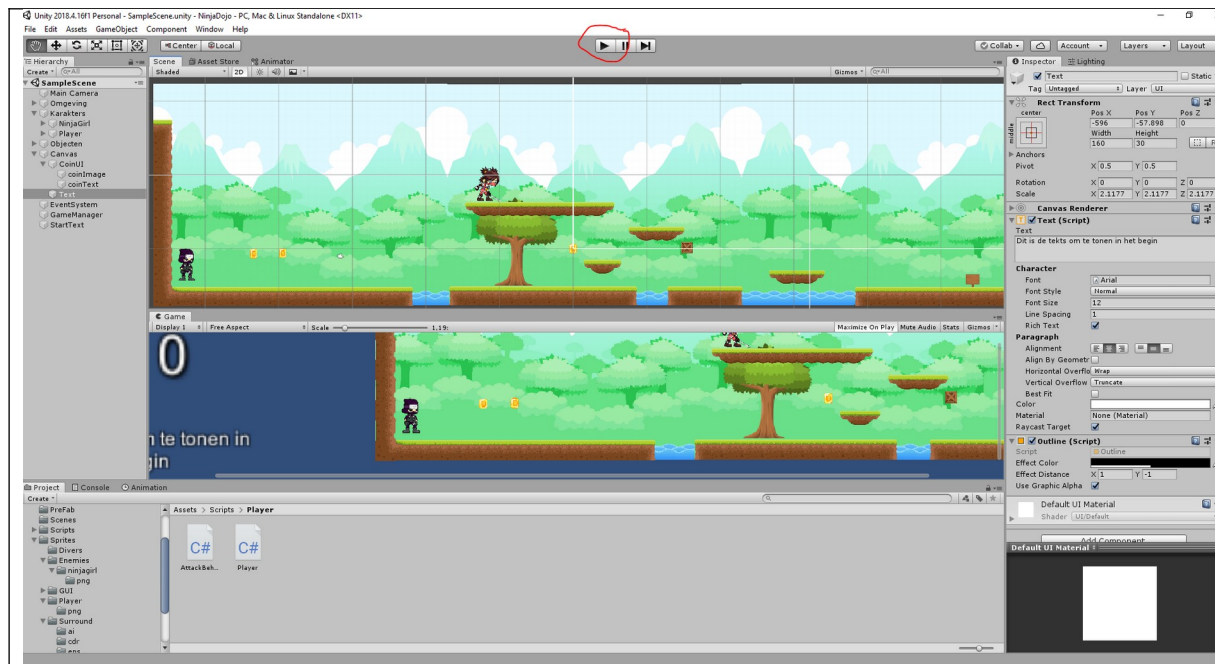 Unity 2018.4.16f1 Personal - SampleScene.unity - NinjaDojo - PC, Mac & Linux Standalone <DX11>
File Edit Assets GameObject Component Window Help
Center Local
Collab Account Layers Layout
Hierarchy
Create All
SampleScene
Main Camera
Omgeving
Karakters
NinjaGirl
Player
Objecten
Canvas
CoinUI
coinImage
coinText
Text
EventSystem
GameManager
StartText
Scene Asset Store Animator
Shaded 2D Gizmos All
Game
Display 1 Free Aspect Scale 1,19: Maximize On Play Mute Audio Stats Gizmos
0
te tonen in
gin
Project Console Animation
Create
PreFab
Scenes
Scripts
Sprites
Divers
Enemies
ninjagirl
png
GUI
Player
png
Surround
ai
cdr
eps
Assets > Scripts > Player
C# C#
AttackBeh... Player
Inspector Lighting
Text Static
Tag Untagged Layer UI
Rect Transform
center Pos X Pos Y Pos Z
middle -596 -57.898 0
Width Height
160 30
Anchors
Pivot X 0.5 Y 0.5
Rotation X 0 Y 0 Z 0
Scale X 2.1177 Y 2.1177 Z 2.1177
Canvas Renderer
Text (Script)
Text
Dit is de tekts om te tonen in het begin
Character
Font Arial
Font Style Normal
Font Size 12
Line Spacing 1
Rich Text
Paragraph
Alignment
Align By Geometr
Horizontal Overflo Wrap
Vertical Overflow Truncate
Best Fit
Color
Material None (Material)
Raycast Target
Outline (Script)
Script Outline
Effect Color
Effect Distance X 1 Y -1
Use Graphic Alpha
Default UI Material
Shader UI/Default
Add Component
Default UI Material